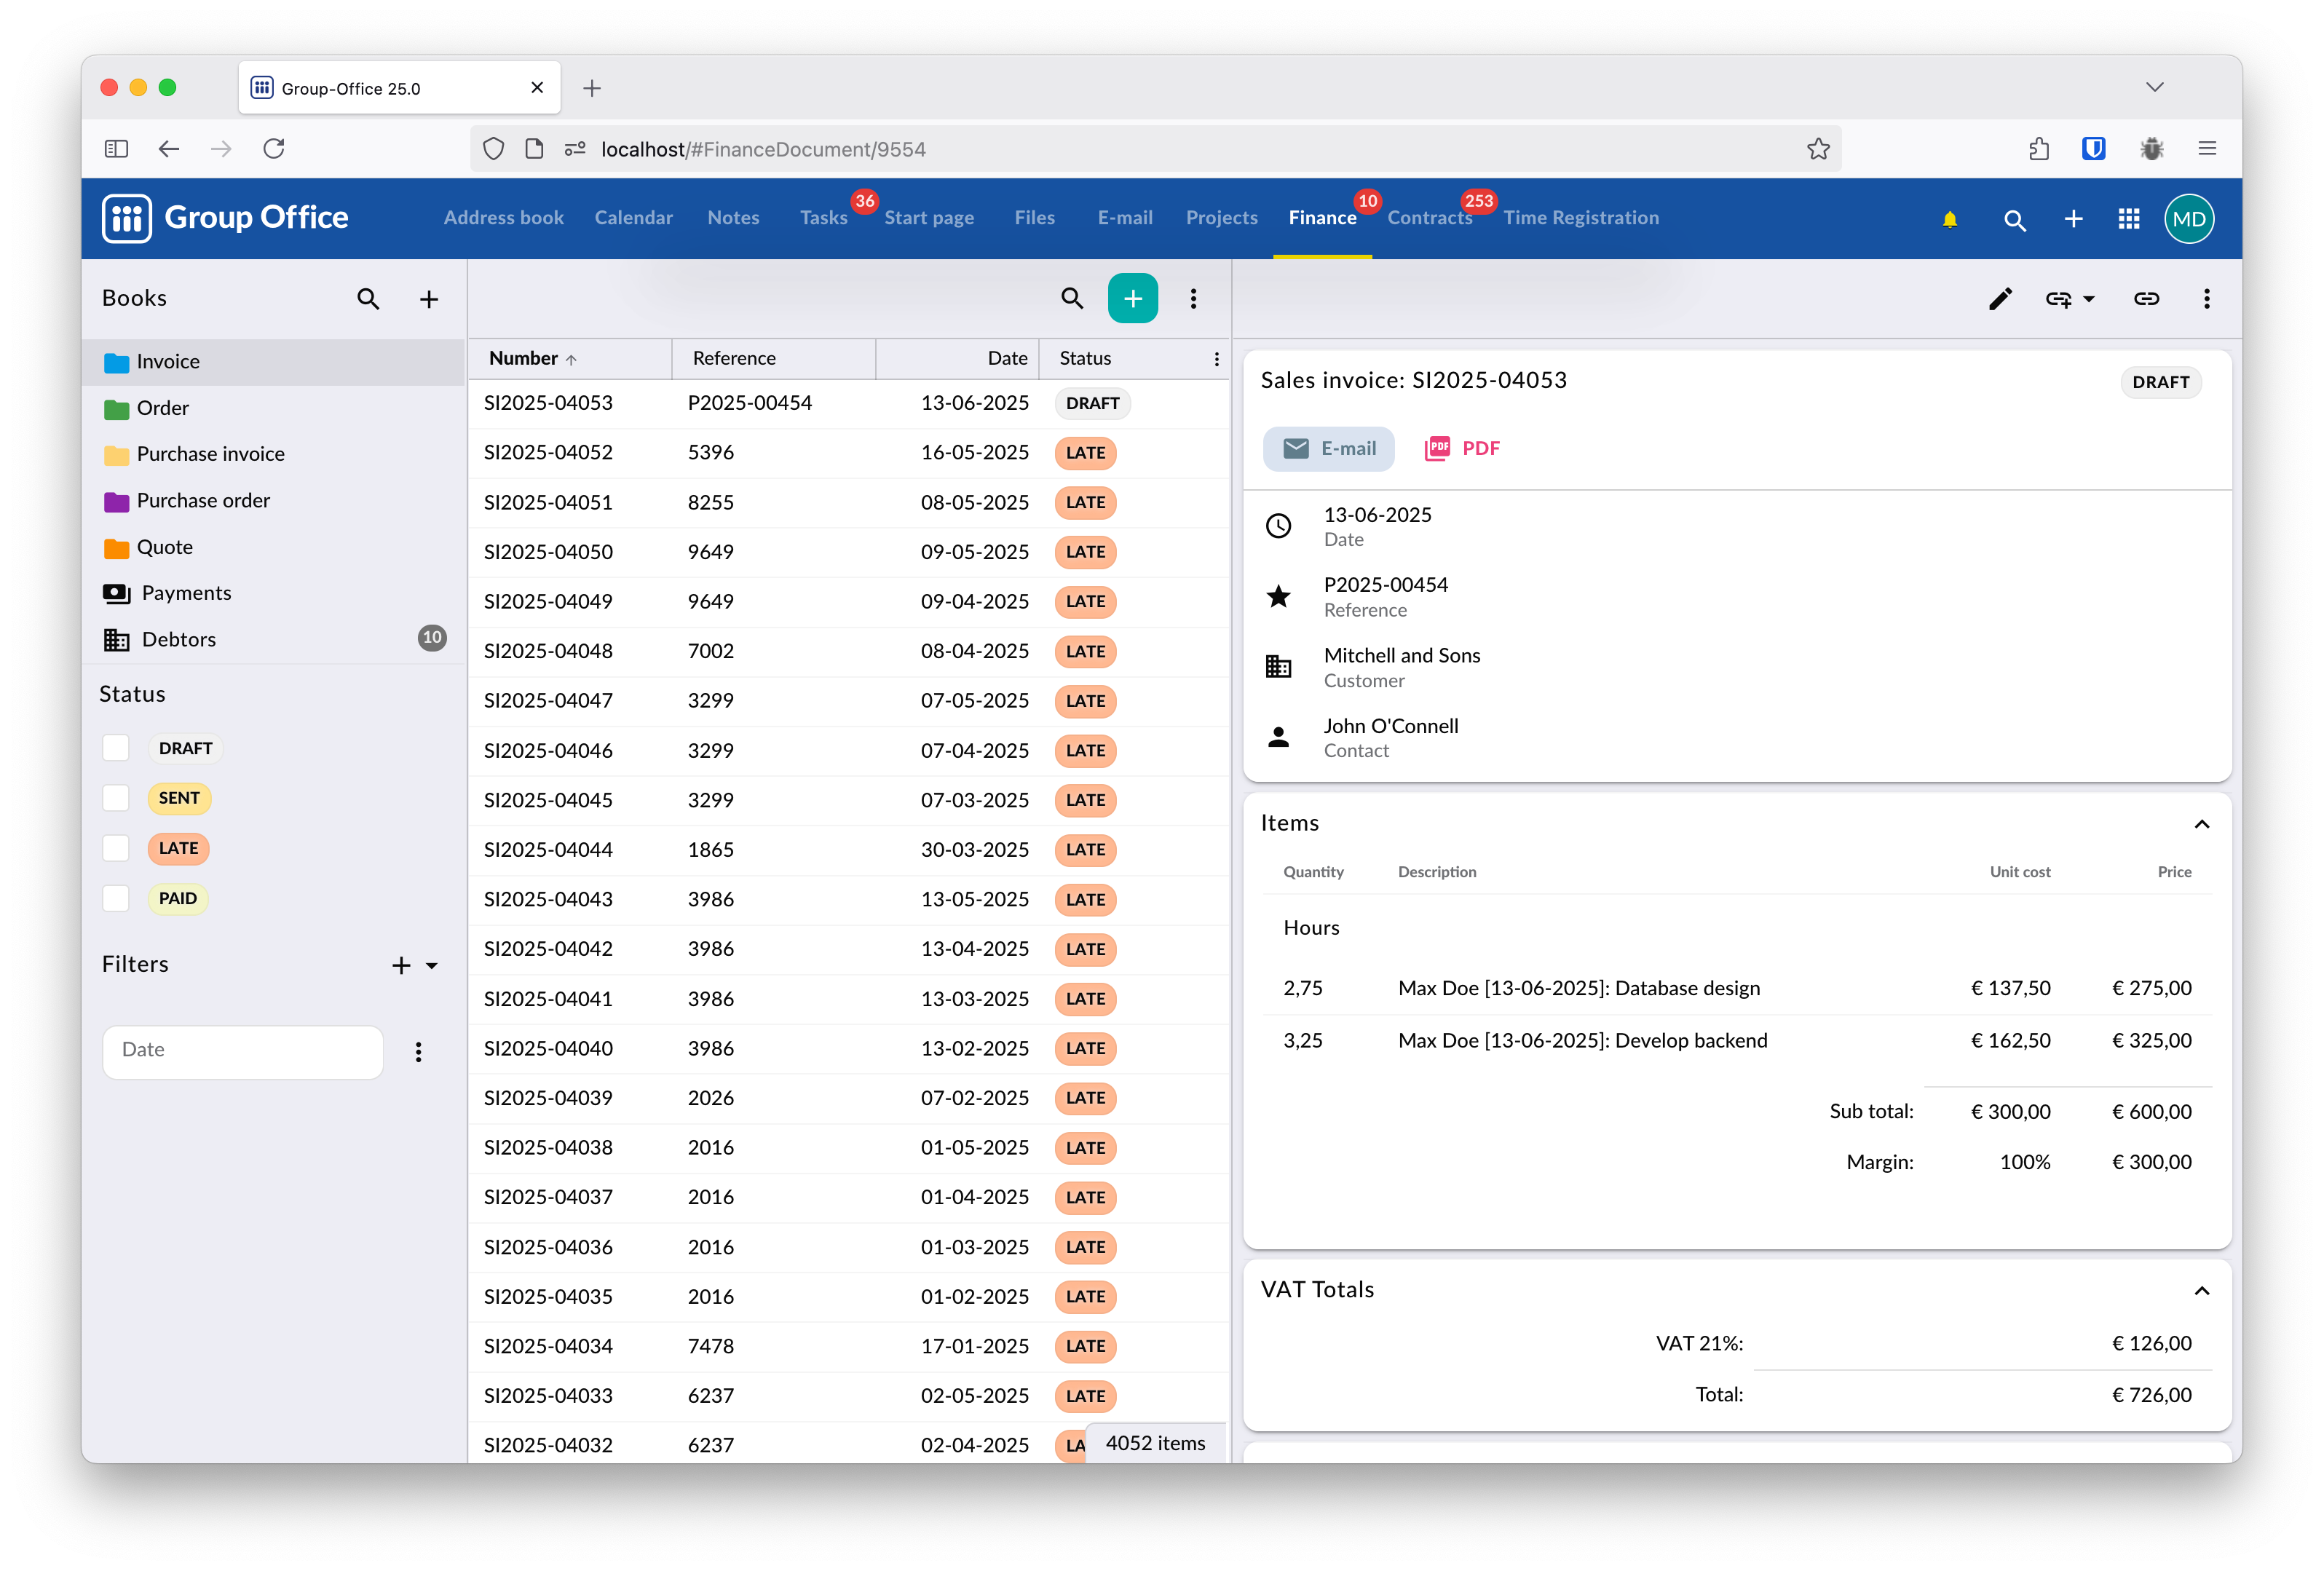 Group-Office 25.0
localhost/#FinanceDocument/9554
Group Office
Address book Calendar Notes Tasks 36 Start page Files E-mail Projects Finance 10 Contracts 253 Time Registration MD
Books
Invoice
Order
Purchase invoice
Purchase order
Quote
Payments
Debtors 10
Status
DRAFT
SENT
LATE
PAID
Filters
Date
Number Reference Date Status
SI2025-04053 P2025-00454 13-06-2025 DRAFT
SI2025-04052 5396 16-05-2025 LATE
SI2025-04051 8255 08-05-2025 LATE
SI2025-04050 9649 09-05-2025 LATE
SI2025-04049 9649 09-04-2025 LATE
SI2025-04048 7002 08-04-2025 LATE
SI2025-04047 3299 07-05-2025 LATE
SI2025-04046 3299 07-04-2025 LATE
SI2025-04045 3299 07-03-2025 LATE
SI2025-04044 1865 30-03-2025 LATE
SI2025-04043 3986 13-05-2025 LATE
SI2025-04042 3986 13-04-2025 LATE
SI2025-04041 3986 13-03-2025 LATE
SI2025-04040 3986 13-02-2025 LATE
SI2025-04039 2026 07-02-2025 LATE
SI2025-04038 2016 01-05-2025 LATE
SI2025-04037 2016 01-04-2025 LATE
SI2025-04036 2016 01-03-2025 LATE
SI2025-04035 2016 01-02-2025 LATE
SI2025-04034 7478 17-01-2025 LATE
SI2025-04033 6237 02-05-2025 LATE
SI2025-04032 6237 02-04-2025 LA
4052 items
Sales invoice: SI2025-04053 DRAFT
E-mail PDF PDF
13-06-2025
Date
P2025-00454
Reference
Mitchell and Sons
Customer
John O'Connell
Contact
Items
Quantity Description Unit cost Price
Hours
2,75 Max Doe [13-06-2025]: Database design € 137,50 € 275,00
3,25 Max Doe [13-06-2025]: Develop backend € 162,50 € 325,00
Sub total: € 300,00 € 600,00
Margin: 100% € 300,00
VAT Totals
VAT 21%: € 126,00
Total: € 726,00